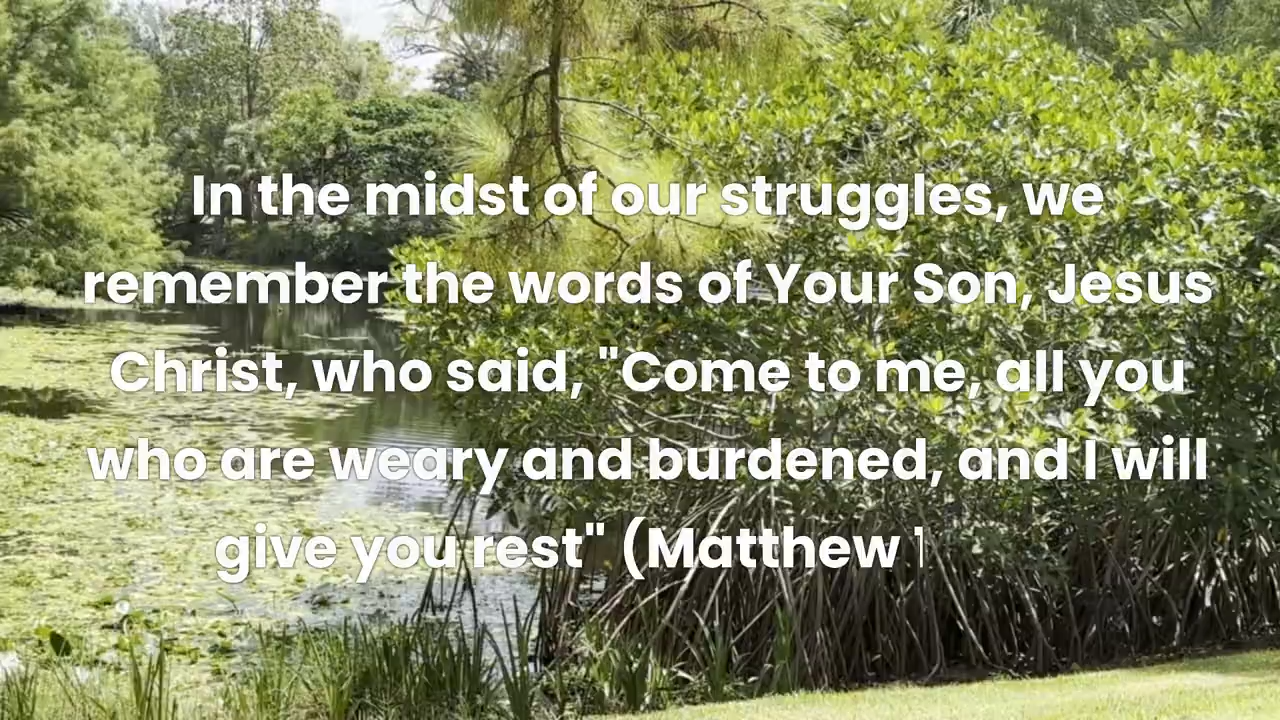 In the midst of our struggles, we
remember the words of Your Son, Jesus
Christ, who said, "Come to me, all you
who are weary and burdened, and I will
give you rest" (Matthew 1